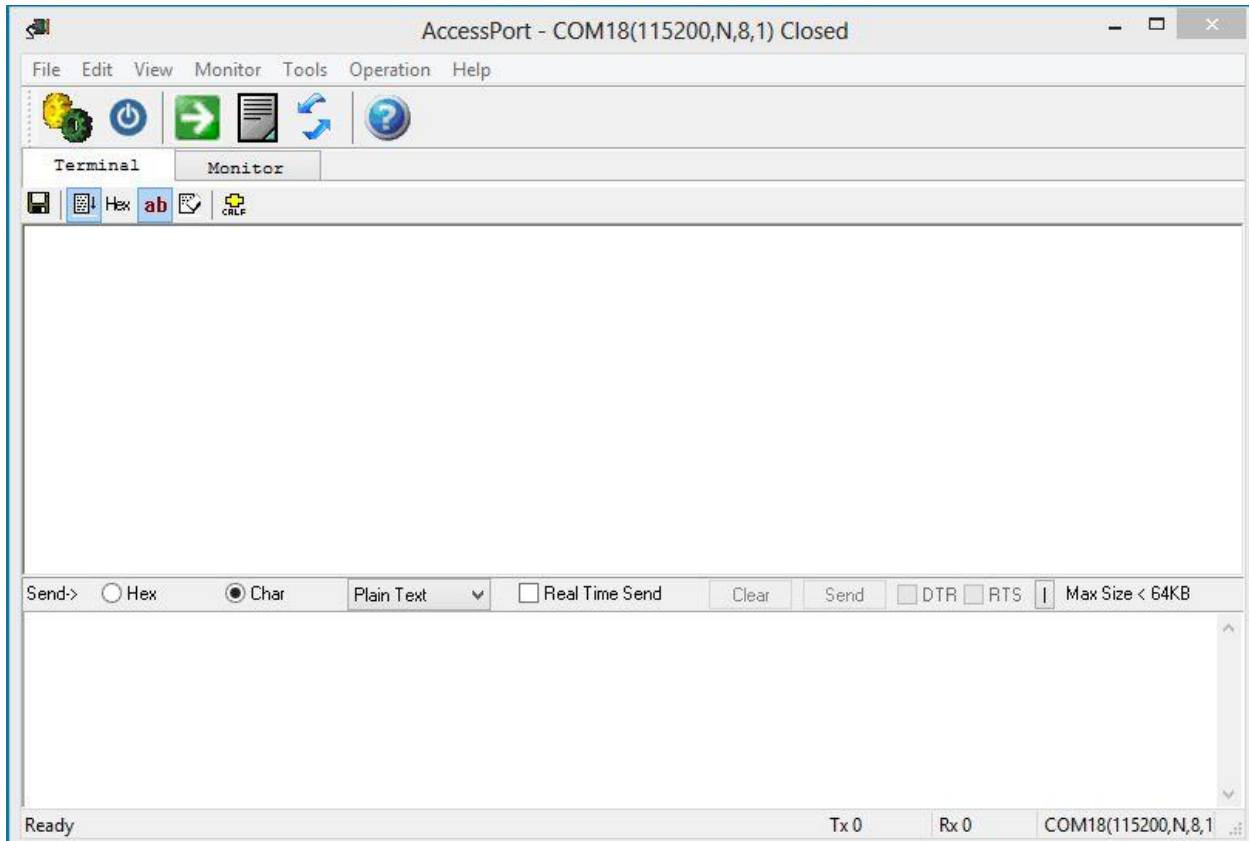 AccessPort - COM18(115200,N,8,1) Closed
File Edit View Monitor Tools Operation Help
Terminal Monitor
Hex ab CRLF
Send-> Hex Char Plain Text Real Time Send Clear Send DTR RTS | Max Size < 64KB
Ready Tx 0 Rx 0 COM18(115200,N,8,1